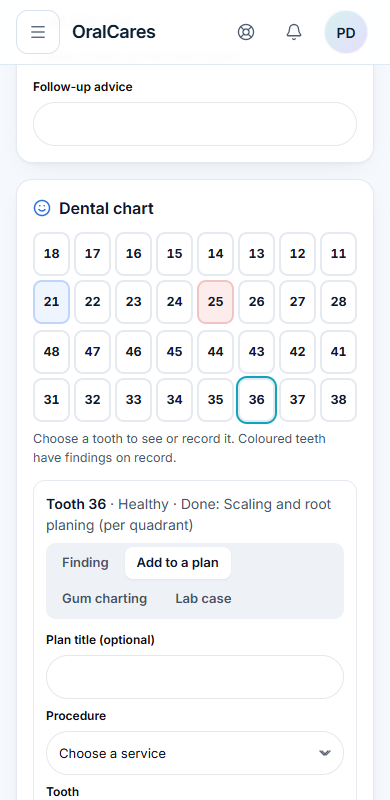 OralCares
PD
Follow-up advice
Dental chart
18 17 16 15 14 13 12 11
21 22 23 24 25 26 27 28
48 47 46 45 44 43 42 41
31 32 33 34 35 36 37 38
Choose a tooth to see or record it. Coloured teeth
have findings on record.
Tooth 36 · Healthy · Done: Scaling and root
planing (per quadrant)
Finding Add to a plan
Gum charting Lab case
Plan title (optional)
Procedure
Choose a service
Tooth